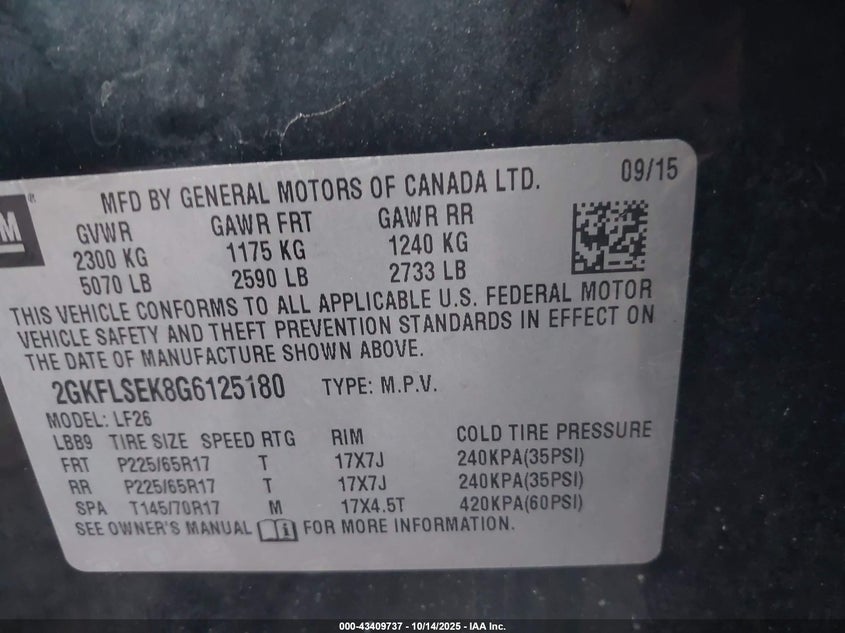 MFD BY GENERAL MOTORS OF CANADA LTD. 09/15
GVWR GAWR FRT GAWR RR
2300 KG 1175 KG 1240 KG
5070 LB 2590 LB 2733 LB
THIS VEHICLE CONFORMS TO ALL APPLICABLE U.S. FEDERAL MOTOR
VEHICLE SAFETY AND THEFT PREVENTION STANDARDS IN EFFECT ON
THE DATE OF MANUFACTURE SHOWN ABOVE.
2GKFLSEK8G6125180 TYPE: M.P.V.
MODEL: LF26
LBB9 TIRE SIZE SPEED RTG RIM COLD TIRE PRESSURE
FRT P225/65R17 T 17X7J 240KPA(35PSI)
RR P225/65R17 T 17X7J 240KPA(35PSI)
SPA T145/70R17 M 17X4.5T 420KPA(60PSI)
SEE OWNER'S MANUAL FOR MORE INFORMATION.
000-43409737 - 10/14/2025 - IAA Inc.